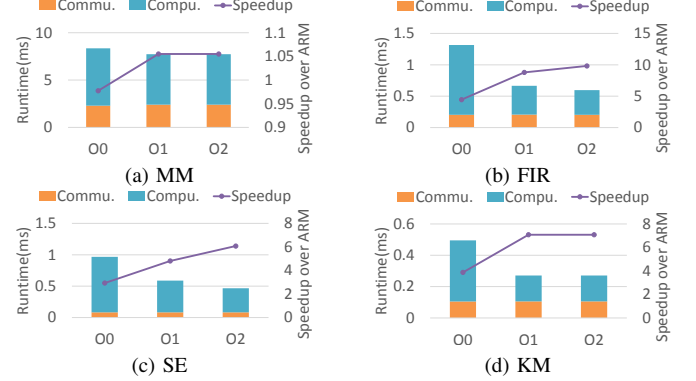 Commu. Compu. Speedup
Runtime(ms)
10
5
0
1.1
1.05
1
0.95
0.9
Speedup over ARM
O0 O1 O2
(a) MM
Commu. Compu. Speedup
Runtime(ms)
1.5
1
0.5
0
15
10
5
0
Speedup over ARM
O0 O1 O2
(b) FIR
Commu. Compu. Speedup
Runtime(ms)
1.5
1
0.5
0
8
6
4
2
0
Speedup over ARM
O0 O1 O2
(c) SE
Commu. Compu. Speedup
Runtime(ms)
0.6
0.4
0.2
0
8
6
4
2
0
Speedup over ARM
O0 O1 O2
(d) KM